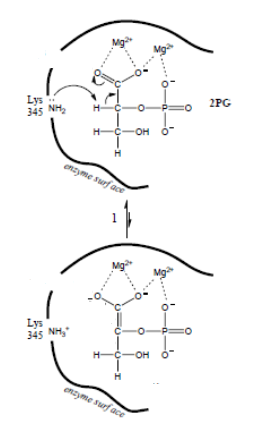 Mg2+ Mg2+
O C O− O−
Lys
345 NH2 H C O P O 2PG
H C OH O−
H
enzyme surface
1
Mg2+ Mg2+
−O O− O−
C
Lys
345 NH3+ C O P O
H C OH O−
H
enzyme surface